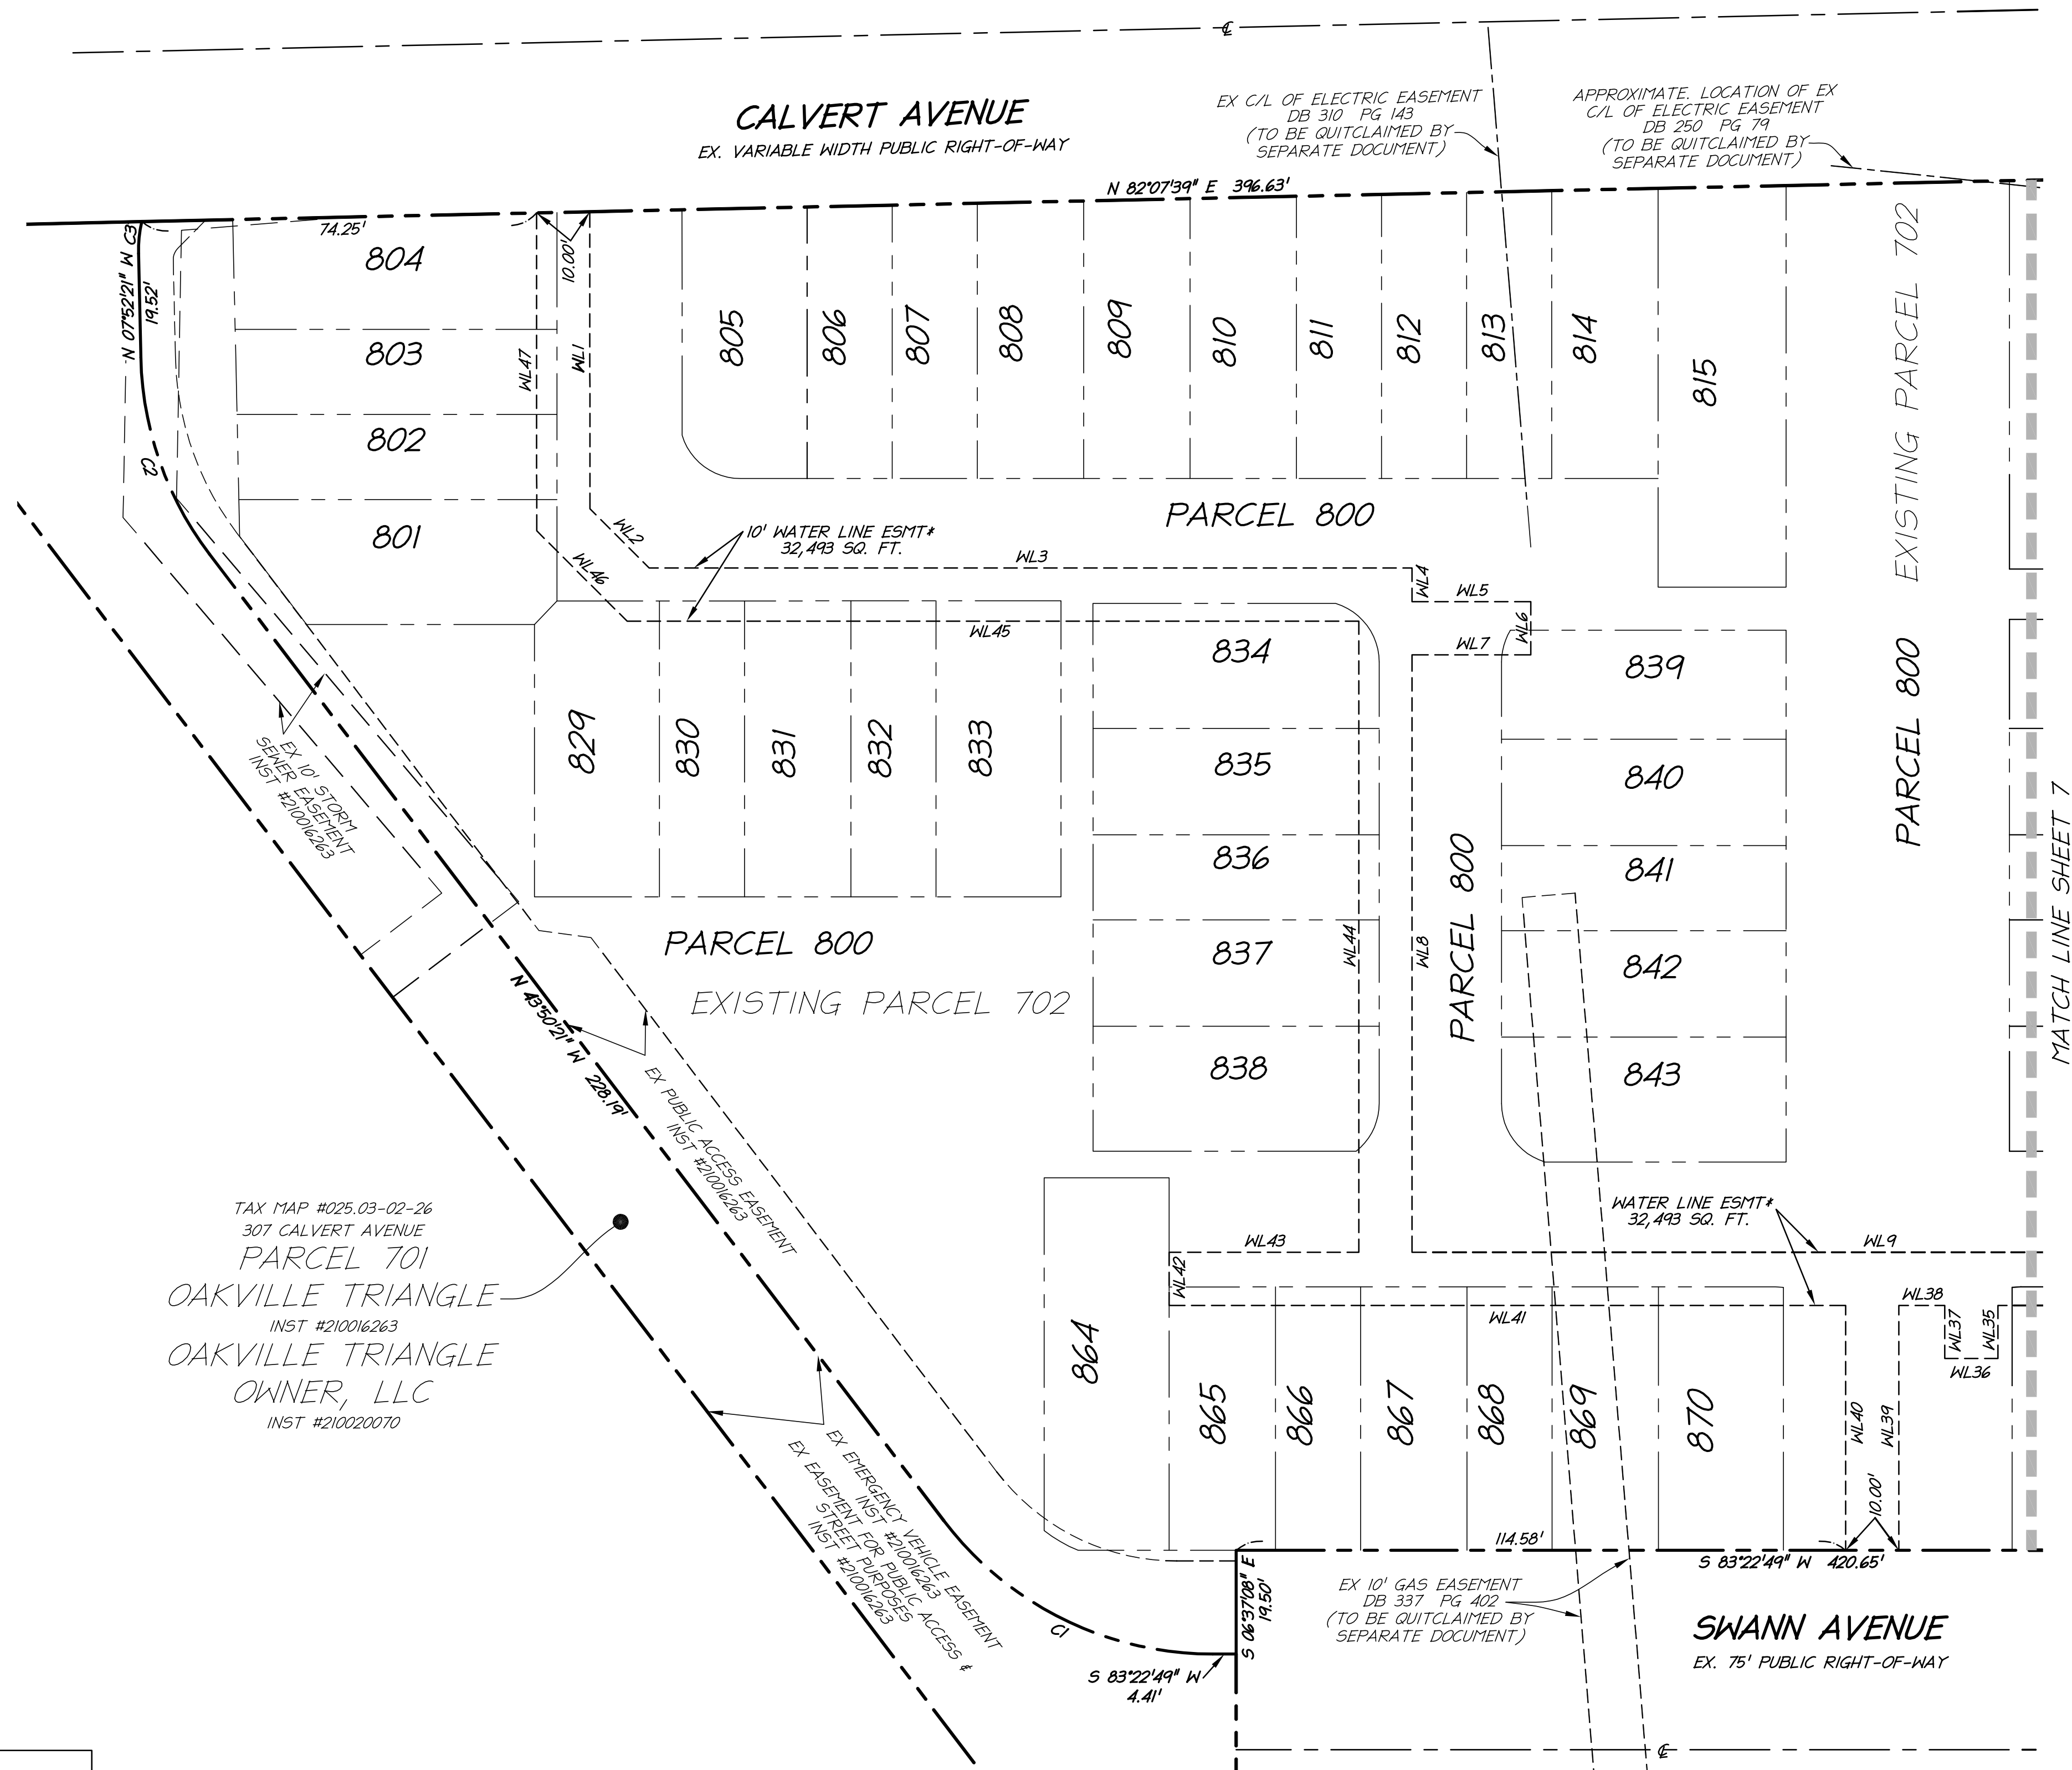 ℄
CALVERT AVENUE
EX. VARIABLE WIDTH PUBLIC RIGHT-OF-WAY
EX C/L OF ELECTRIC EASEMENT
DB 310 PG 143
(TO BE QUITCLAIMED BY
SEPARATE DOCUMENT)
APPROXIMATE. LOCATION OF EX
C/L OF ELECTRIC EASEMENT
DB 250 PG 79
(TO BE QUITCLAIMED BY
SEPARATE DOCUMENT)
N 82°07'39" E 396.63'
74.25'
10.00'
C3
N 07°52'21" W
19.52'
C2
804
803
802
801
WL47
WL1
WL2
WL46
805
806
807
808
809
810
811
812
813
814
815
EXISTING PARCEL 702
PARCEL 800
10' WATER LINE ESMT*
32,493 SQ. FT.
WL3
WL4
WL5
WL6
WL7
WL45
829
830
831
832
833
834
835
836
837
838
WL44
WL8
PARCEL 800
839
840
841
842
843
PARCEL 800
MATCH LINE SHEET 7
EX 10' STORM
SEWER EASEMENT
INST #210016263
PARCEL 800
EXISTING PARCEL 702
N 43°50'21" W 228.19'
EX PUBLIC ACCESS EASEMENT
INST #210016263
TAX MAP #025.03-02-26
307 CALVERT AVENUE
PARCEL 701
OAKVILLE TRIANGLE
INST #210016263
OAKVILLE TRIANGLE
OWNER, LLC
INST #210020070
WATER LINE ESMT*
32,493 SQ. FT.
WL43
WL42
WL9
WL41
WL38
WL37
WL35
WL36
WL40
WL39
10.00'
864
865
866
867
868
869
870
EX EMERGENCY VEHICLE EASEMENT
INST #210016263
EX EASEMENT FOR PUBLIC ACCESS &
STREET PURPOSES
INST #210016263
114.58'
S 83°22'49" W 420.65'
S 06°37'08" E
19.50'
C1
S 83°22'49" W
4.41'
EX 10' GAS EASEMENT
DB 337 PG 402
(TO BE QUITCLAIMED BY
SEPARATE DOCUMENT)
SWANN AVENUE
EX. 75' PUBLIC RIGHT-OF-WAY
℄